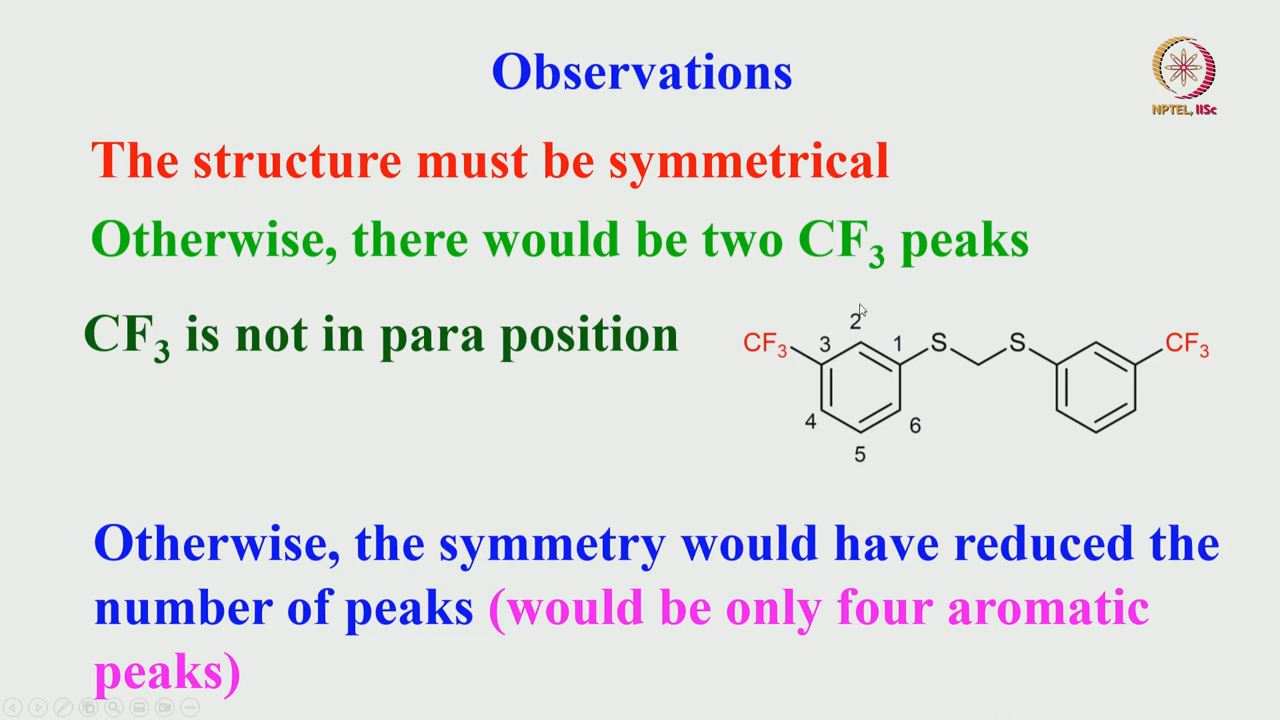 Observations
NPTEL, IISc
The structure must be symmetrical
Otherwise, there would be two CF₃ peaks
CF₃ is not in para position
2
CF₃ 3 1 S S CF₃
4 6
5
Otherwise, the symmetry would have reduced the
number of peaks (would be only four aromatic
peaks)